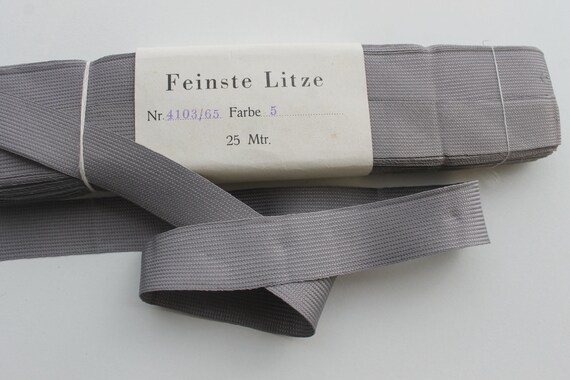 Feinste Litze
Nr. 4103/65 Farbe 5
25 Mtr.